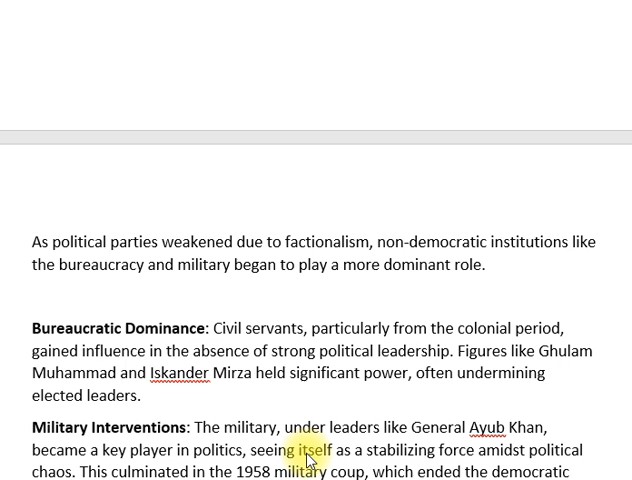 As political parties weakened due to factionalism, non-democratic institutions like
the bureaucracy and military began to play a more dominant role.
Bureaucratic Dominance: Civil servants, particularly from the colonial period,
gained influence in the absence of strong political leadership. Figures like Ghulam
Muhammad and Iskander Mirza held significant power, often undermining
elected leaders.
Military Interventions: The military, under leaders like General Ayub Khan,
became a key player in politics, seeing itself as a stabilizing force amidst political
chaos. This culminated in the 1958 military coup, which ended the democratic